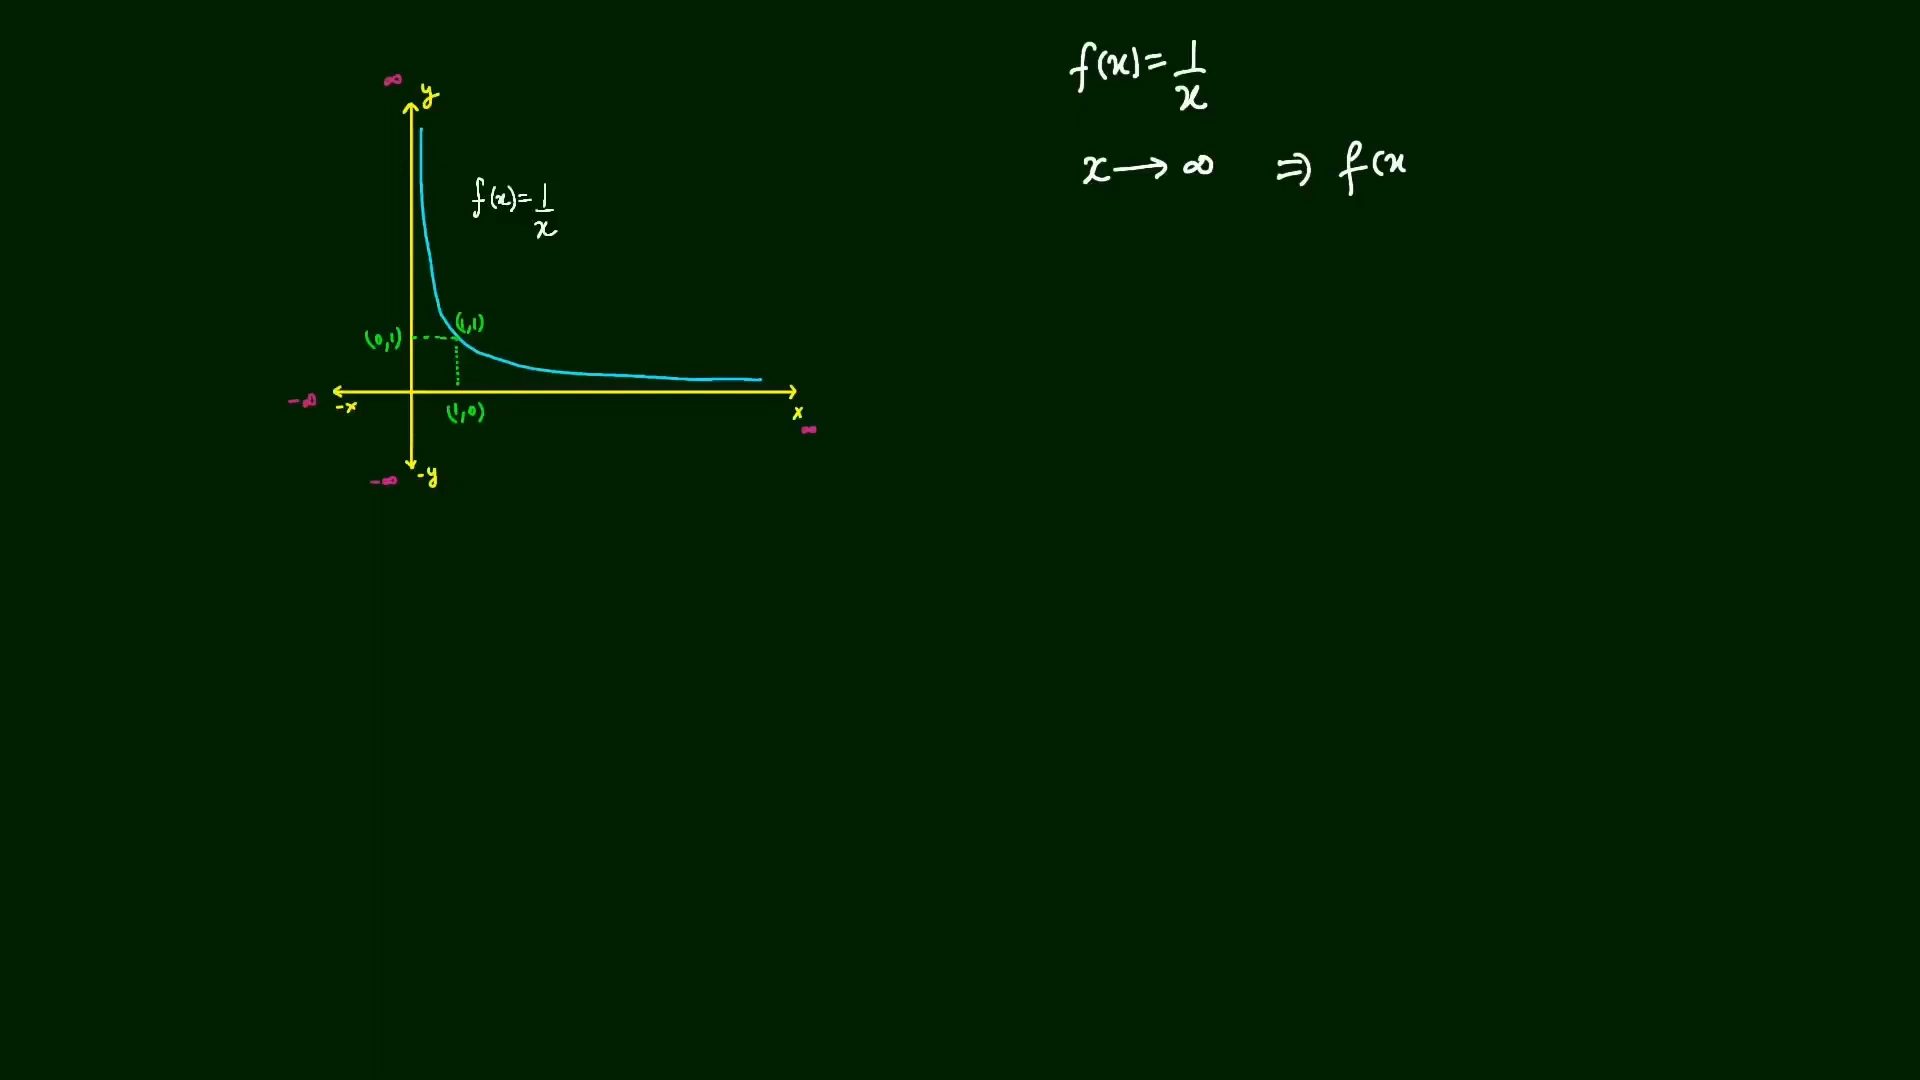 ∞
y
f(x)=1/x
(0,1)
(1,1)
-∞
-x
(1,0)
x
∞
-∞
-y
f(x)=1/x
x → ∞ ⇒ f(x